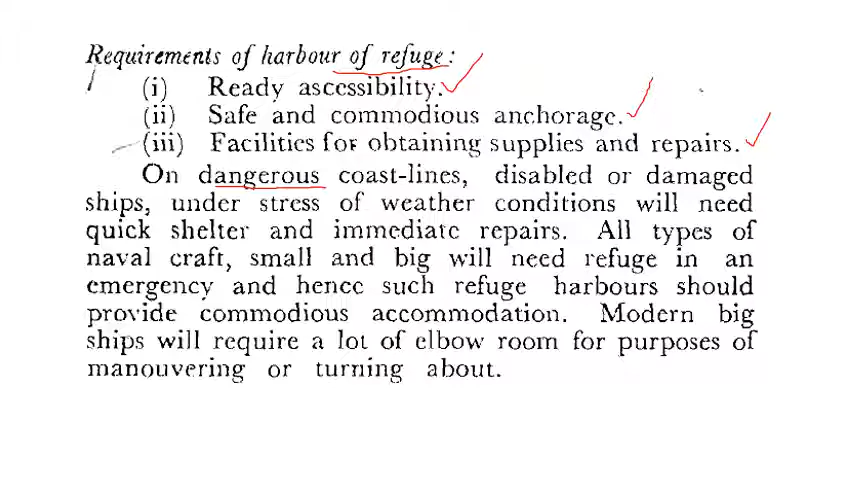 Requirements of harbour of refuge:
(i) Ready ascessibility.
(ii) Safe and commodious anchorage.
(iii) Facilities for obtaining supplies and repairs.
On dangerous coast-lines, disabled or damaged
ships, under stress of weather conditions will need
quick shelter and immediate repairs. All types of
naval craft, small and big will need refuge in an
emergency and hence such refuge harbours should
provide commodious accommodation. Modern big
ships will require a lot of elbow room for purposes of
manouvering or turning about.